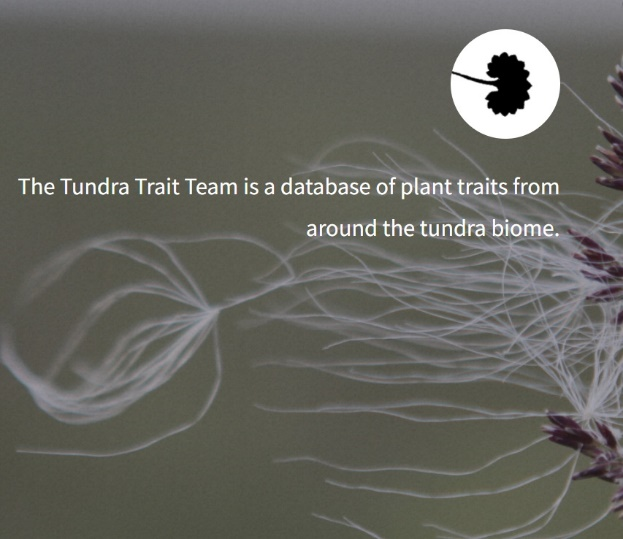 The Tundra Trait Team is a database of plant traits from
around the tundra biome.